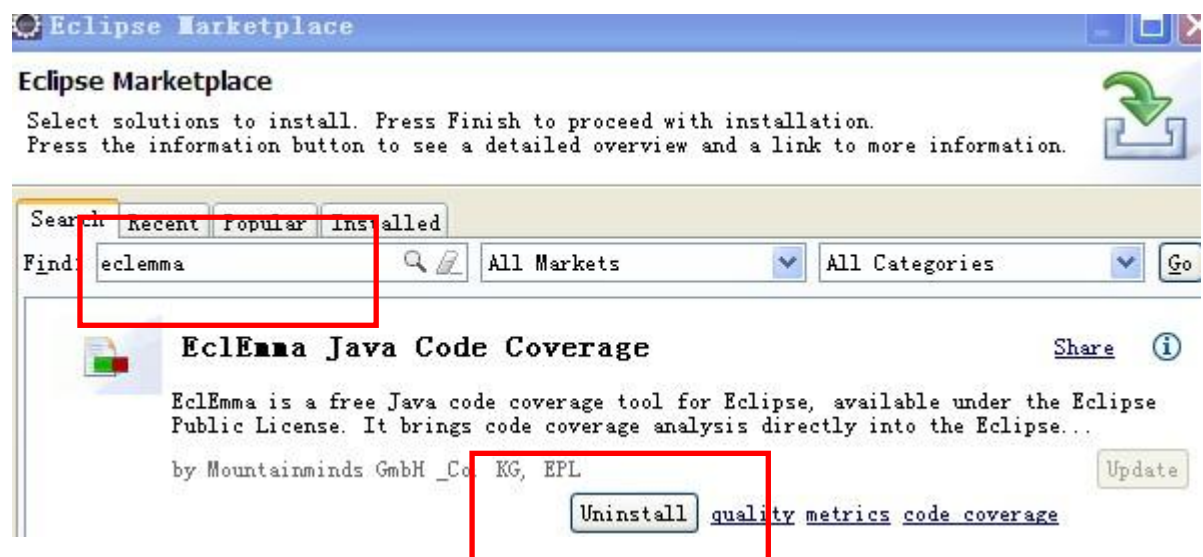 Eclipse Marketplace
Eclipse Marketplace
Select solutions to install. Press Finish to proceed with installation.
Press the information button to see a detailed overview and a link to more information.
Search Recent Popular Installed
Find: eclemma All Markets All Categories Go
EclEmma Java Code Coverage Share
EclEmma is a free Java code coverage tool for Eclipse, available under the Eclipse
Public License. It brings code coverage analysis directly into the Eclipse...
by Mountainminds GmbH _Co. KG, EPL Update
Uninstall quality metrics code coverage